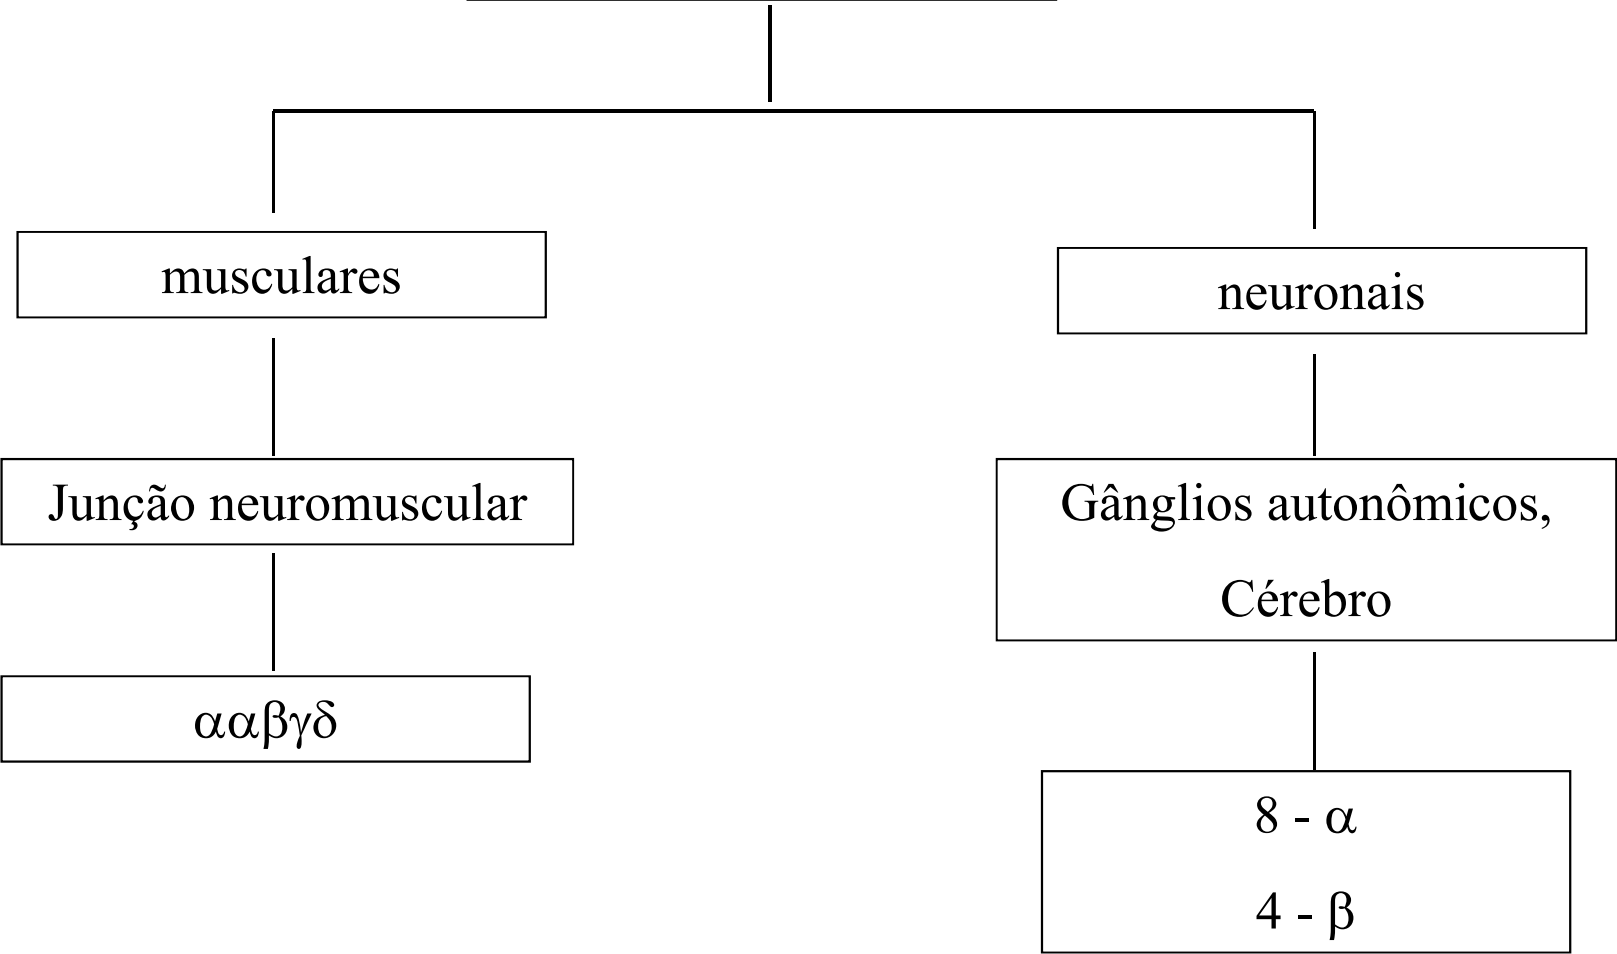 musculares
neuronais
Junção neuromuscular
Gânglios autonômicos,
Cérebro
ααβγδ
8 - α
4 - β